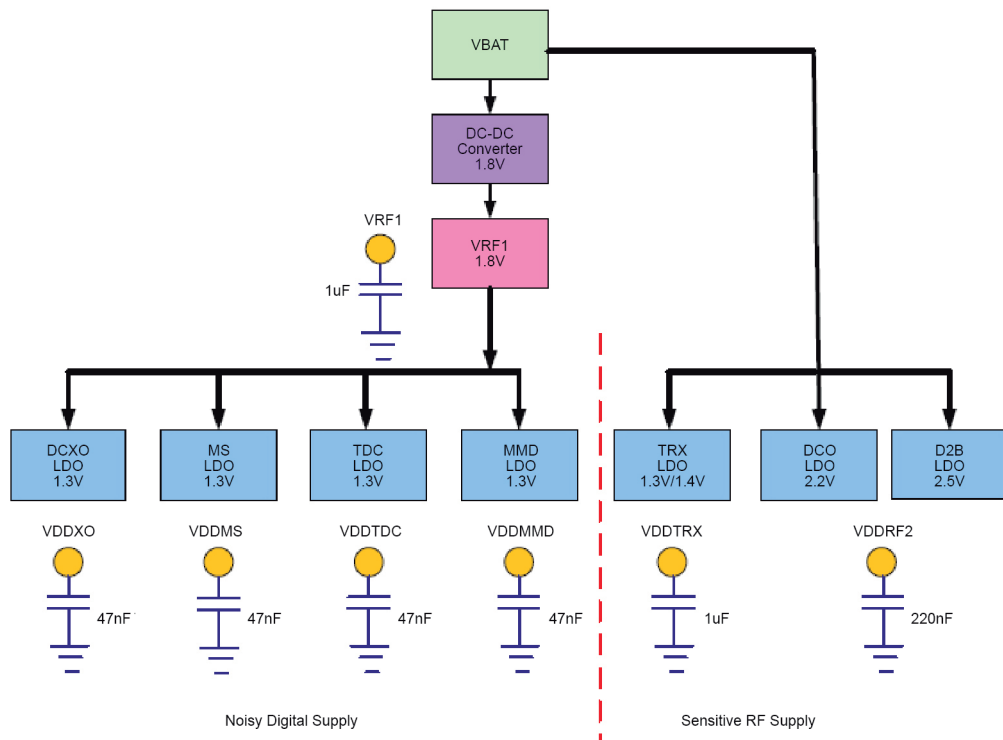 VBAT
DC-DC
Converter
1.8V
VRF1
1uF
VRF1
1.8V
DCXO
LDO
1.3V
MS
LDO
1.3V
TDC
LDO
1.3V
MMD
LDO
1.3V
TRX
LDO
1.3V/1.4V
DCO
LDO
2.2V
D2B
LDO
2.5V
VDDXO
47nF
VDDMS
47nF
VDDTDC
47nF
VDDMMD
47nF
VDDTRX
1uF
VDDRF2
220nF
Noisy Digital Supply
Sensitive RF Supply